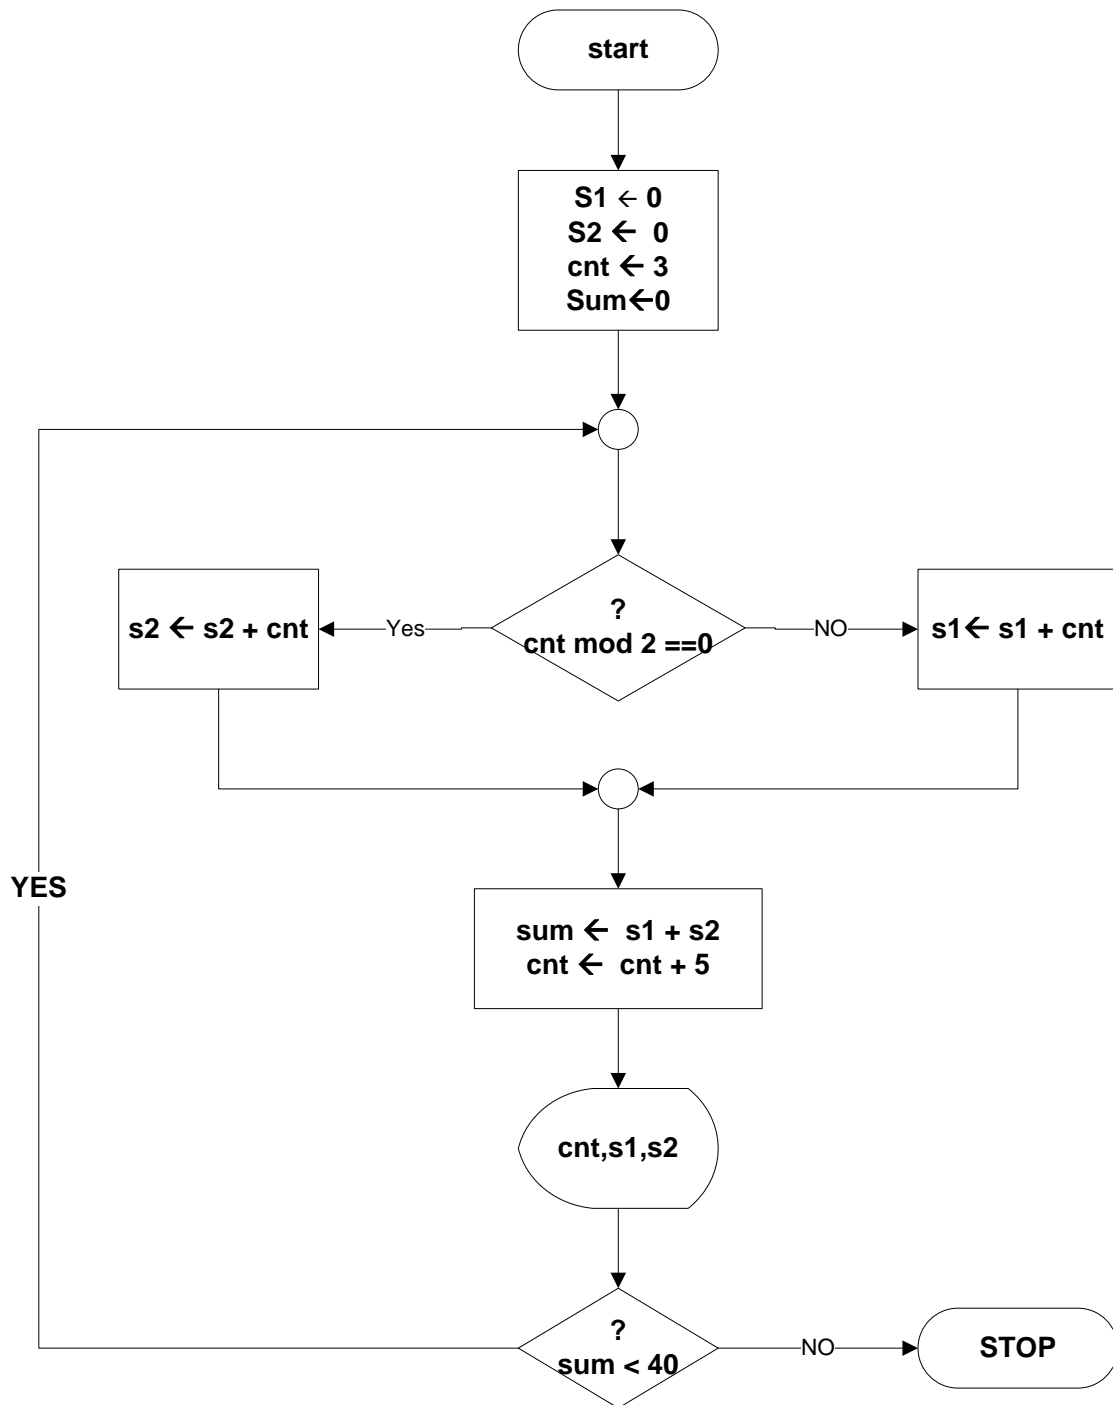 start
S1 ← 0
S2 ← 0
cnt ← 3
Sum←0
s2 ← s2 + cnt
Yes
?
cnt mod 2 ==0
NO
s1← s1 + cnt
YES
sum ← s1 + s2
cnt ← cnt + 5
cnt,s1,s2
?
sum < 40
NO
STOP